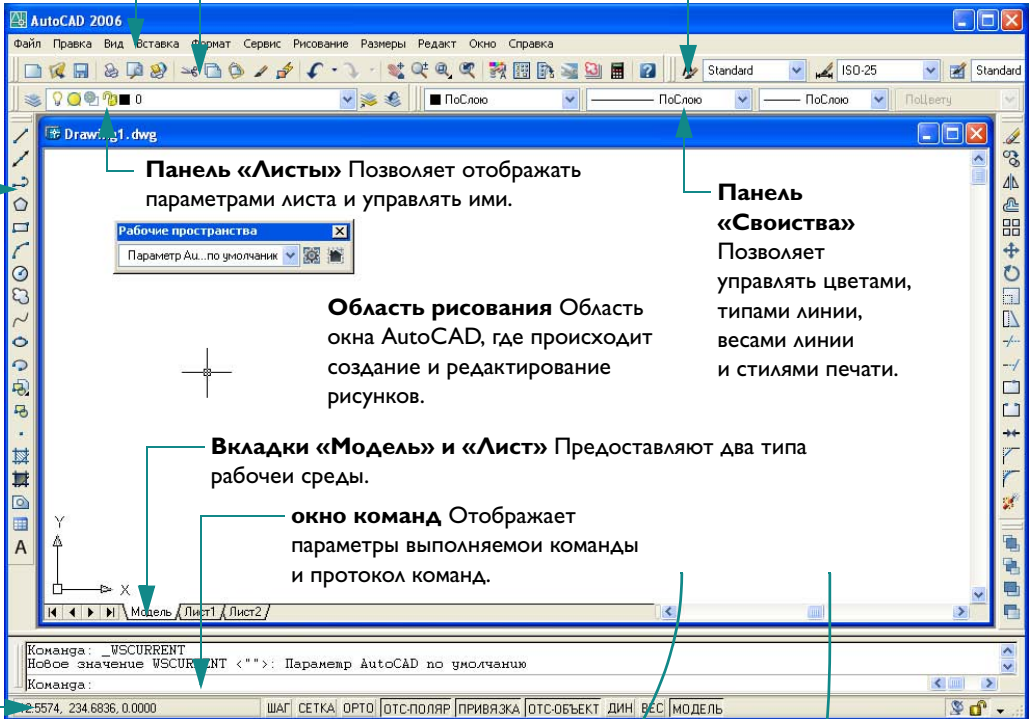 AutoCAD 2006
Файл Правка Вид Вставка Формат Сервис Рисование Размеры Редакт Окно Справка
Standard ISO-25 Standard
0 ПоСлою ПоСлою ПоСлою ПоЦвету
Drawing1.dwg
Панель «Листы» Позволяет отображать
параметрами листа и управлять ими.
Рабочие пространства
Параметр Au...по умолчаник
Панель
«Своиства»
Позволяет
управлять цветами,
типами линии,
весами линии
и стилями печати.
Область рисования Область
окна AutoCAD, где происходит
создание и редактирование
рисунков.
Вкладки «Модель» и «Лист» Предоставляют два типа
рабочеи среды.
окно команд Отображает
параметры выполняемои команды
и протокол команд.
Y
X
A
Модель Лист1 Лист2
Команда: _WSCURRENT
Новое значение WSCURRENT <"">: Параметр AutoCAD по умолчанию
Команда:
12.5574, 234.6836, 0.0000 ШАГ СЕТКА ОРТО ОТС-ПОЛЯР ПРИВЯЗКА ОТС-ОБЪЕКТ ДИН ВЕС МОДЕЛЬ